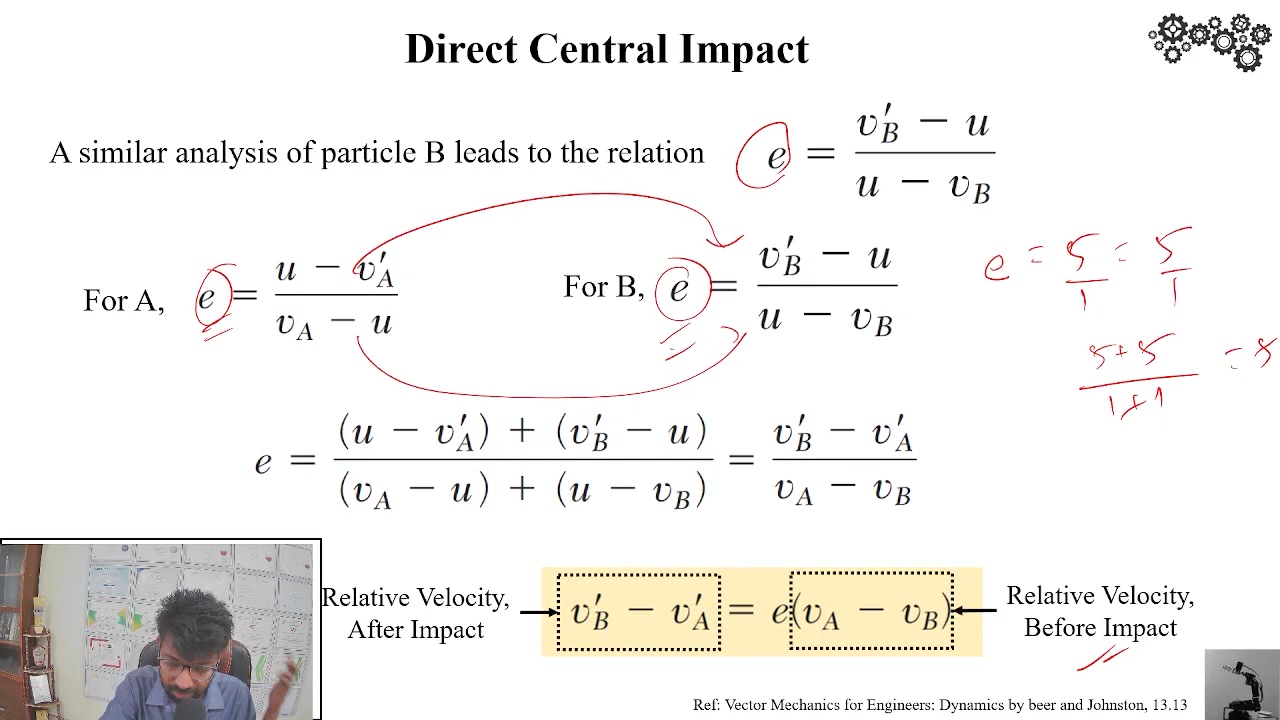 Direct Central Impact
A similar analysis of particle B leads to the relation e = (v′_B − u) / (u − v_B)
For A, e = (u − v′_A) / (v_A − u)
For B, e = (v′_B − u) / (u − v_B)
e = 5/1 = 5/1
(5 + 5) / (1 + 1) = 5
e = ((u − v′_A) + (v′_B − u)) / ((v_A − u) + (u − v_B)) = (v′_B − v′_A) / (v_A − v_B)
Relative Velocity,
After Impact
v′_B − v′_A = e(v_A − v_B)
Relative Velocity,
Before Impact
Ref: Vector Mechanics for Engineers: Dynamics by beer and Johnston, 13.13